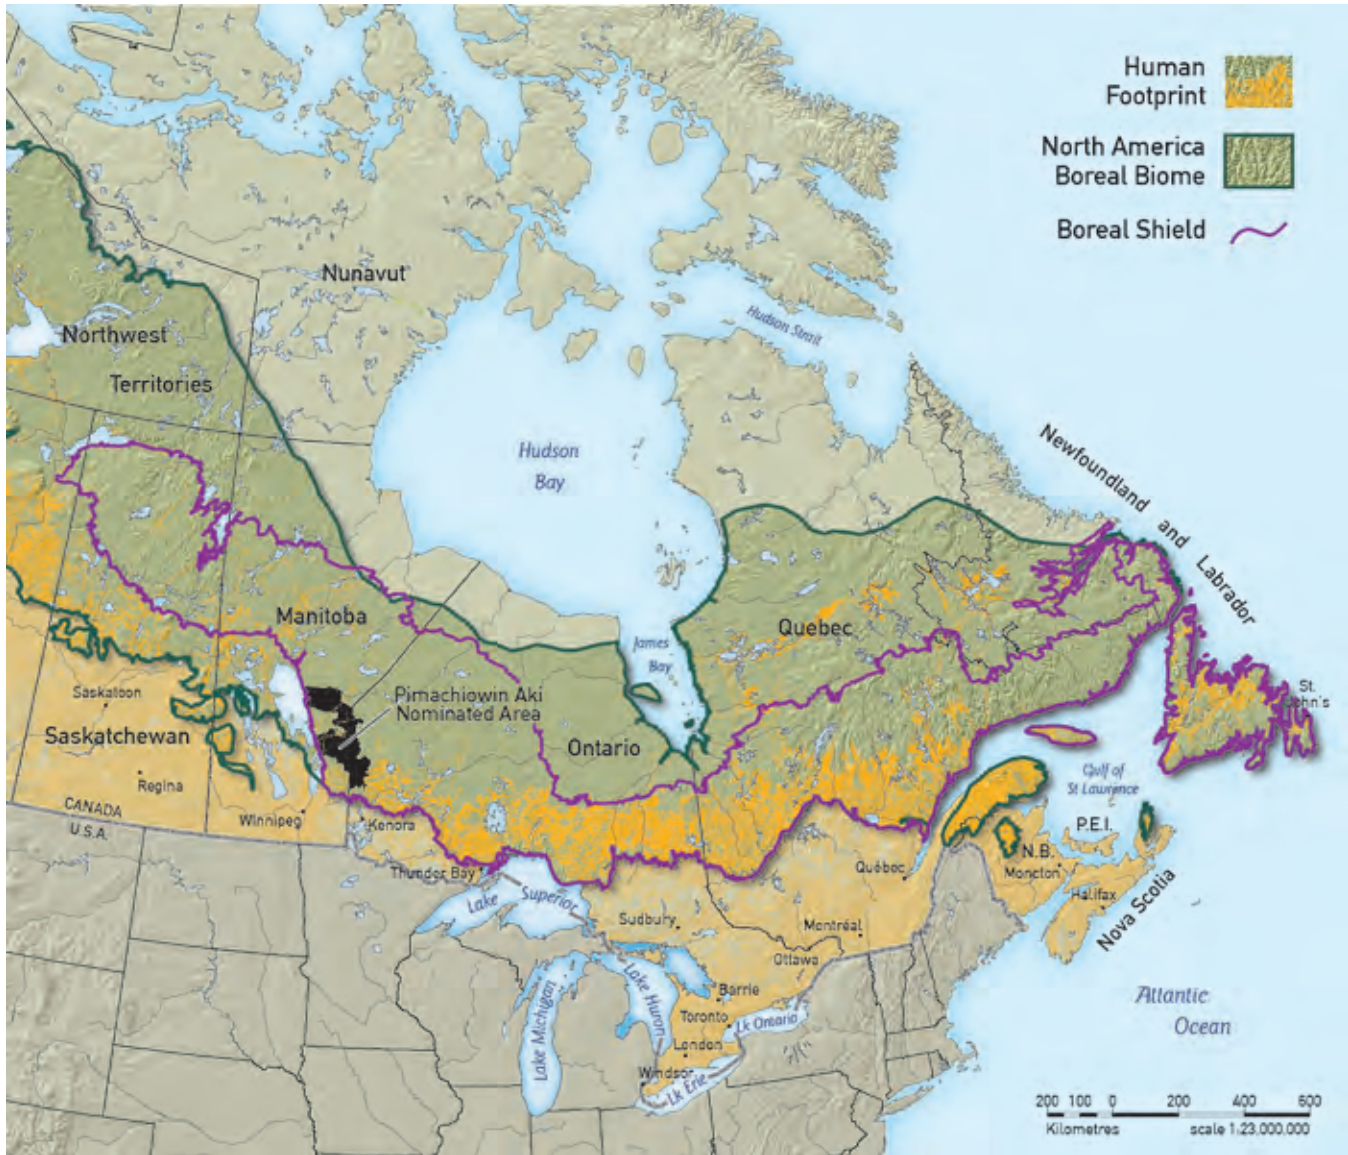 Human
Footprint
North America
Boreal Biome
Boreal Shield
Nunavut
Hudson Strait
Northwest
Territories
Hudson
Bay
Newfoundland and Labrador
Manitoba
Quebec
James
Bay
Pimachiowin Aki
Nominated Area
Saskatoon
St.
John's
Saskatchewan
Ontario
Regina
Gulf of
St Lawrence
CANADA
U.S.A.
Winnipeg
Kenora
P.E.I.
N.B.
Thunder Bay
Québec
Moncton
Lake Superior
Halifax
Sudbury
Montréal
Nova Scotia
Ottawa
Lake Michigan
Lake Huron
Barrie
Toronto
Lk Ontario
London
Windsor
Lk Erie
Atlantic
Ocean
200 100 0 200 400 600
Kilometres scale 1:23,000,000